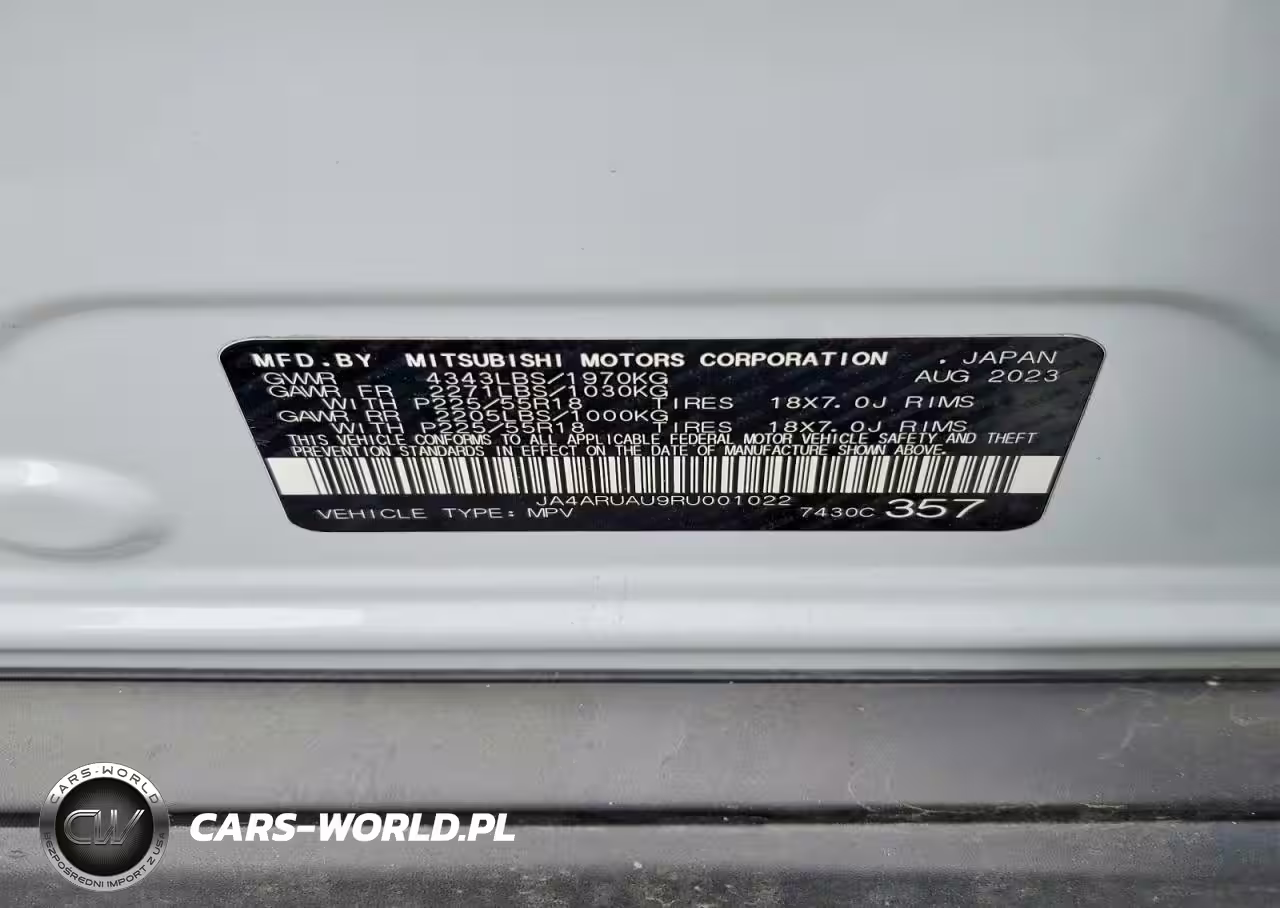 MFD.BY MITSUBISHI MOTORS CORPORATION . JAPAN
GVWR 4343LBS/1970KG AUG 2023
GAWR FR 2271LBS/1030KG
WITH P225/55R18 TIRES 18X7.0J RIMS
GAWR RR 2205LBS/1000KG
WITH P225/55R18 TIRES 18X7.0J RIMS
THIS VEHICLE CONFORMS TO ALL APPLICABLE FEDERAL MOTOR VEHICLE SAFETY AND THEFT
PREVENTION STANDARDS IN EFFECT ON THE DATE OF MANUFACTURE SHOWN ABOVE.
JA4ARUAU9RU001022
VEHICLE TYPE: MPV 7430C 357
CARS-WORLD
CW
BEZPOŚREDNI IMPORT Z USA
CARS-WORLD.PL